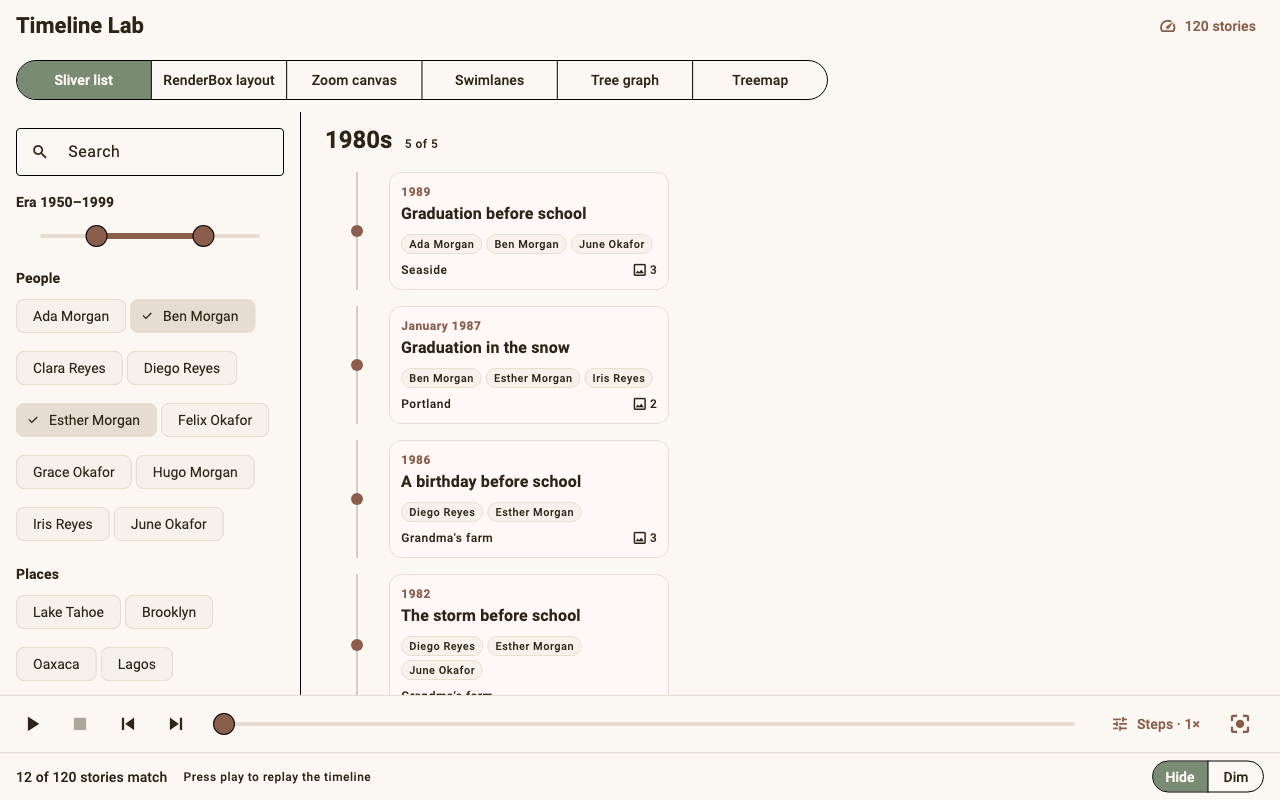 Timeline Lab
120 stories
Sliver list
RenderBox layout
Zoom canvas
Swimlanes
Tree graph
Treemap
Search
Era 1950–1999
People
Ada Morgan
Ben Morgan
Clara Reyes
Diego Reyes
Esther Morgan
Felix Okafor
Grace Okafor
Hugo Morgan
Iris Reyes
June Okafor
Places
Lake Tahoe
Brooklyn
Oaxaca
Lagos
1980s 5 of 5
1989
Graduation before school
Ada Morgan Ben Morgan June Okafor
Seaside 3
January 1987
Graduation in the snow
Ben Morgan Esther Morgan Iris Reyes
Portland 2
1986
A birthday before school
Diego Reyes Esther Morgan
Grandma's farm 3
1982
The storm before school
Diego Reyes Esther Morgan
June Okafor
Grandma's farm
Steps · 1×
12 of 120 stories match Press play to replay the timeline
Hide Dim